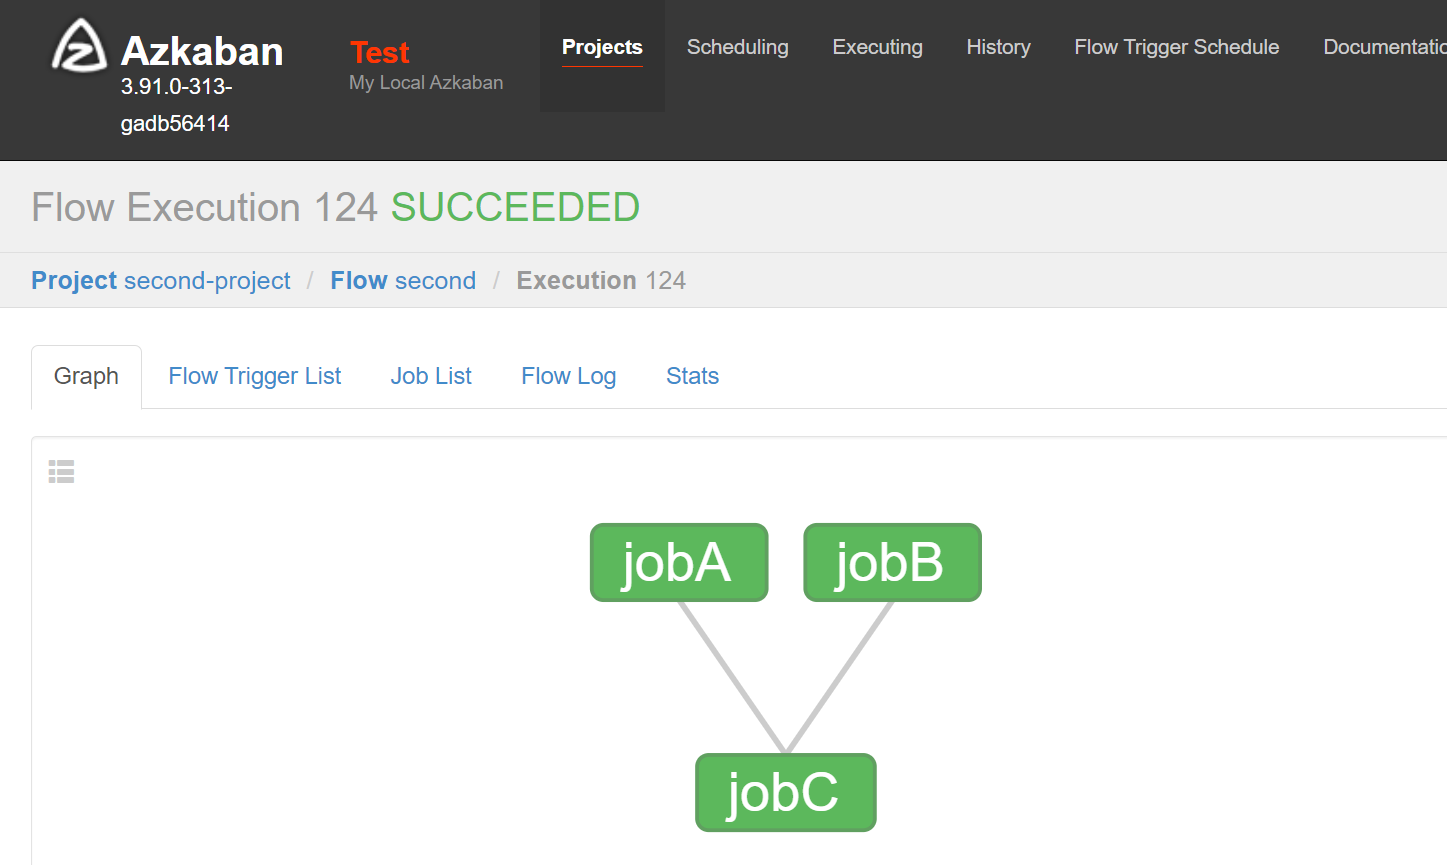 Azkaban
3.91.0-313-
gadb56414
Test
My Local Azkaban
Projects Scheduling Executing History Flow Trigger Schedule Documentatio
Flow Execution 124 SUCCEEDED
Project second-project / Flow second / Execution 124
Graph Flow Trigger List Job List Flow Log Stats
jobA jobB
jobC